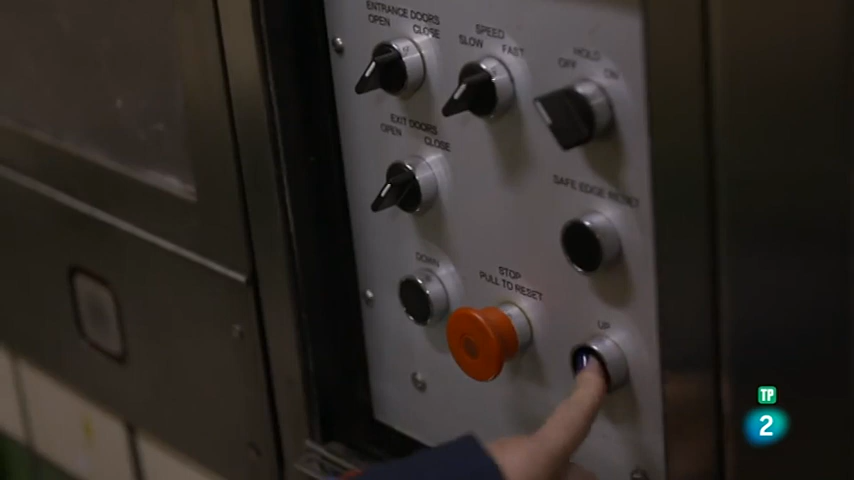 ENTRANCE DOORS
OPEN CLOSE
SPEED
SLOW FAST
HOLD
OFF ON
EXIT DOORS
OPEN CLOSE
SAFE EDGE RESET
DOWN
STOP
PULL TO RESET
UP
TP
2